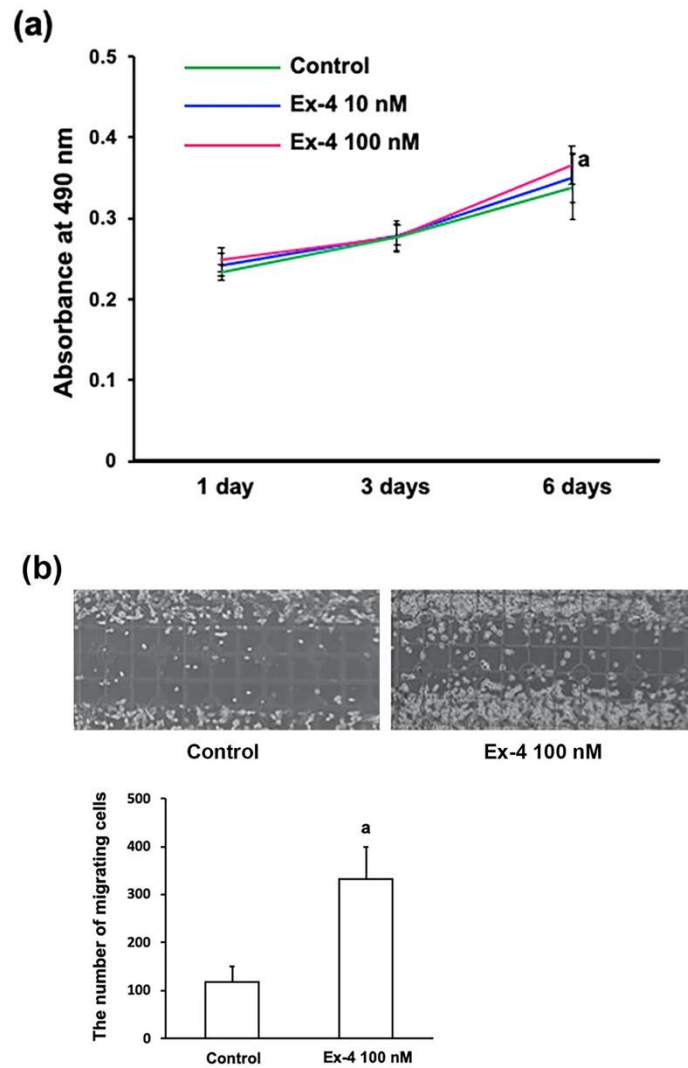 (a)
0.5
0.4
0.3
0.2
0.1
0
Absorbance at 490 nm
Control
Ex-4 10 nM
Ex-4 100 nM
a
1 day 3 days 6 days
(b)
Control Ex-4 100 nM
500
400
300
200
100
0
The number of migrating cells
a
Control Ex-4 100 nM